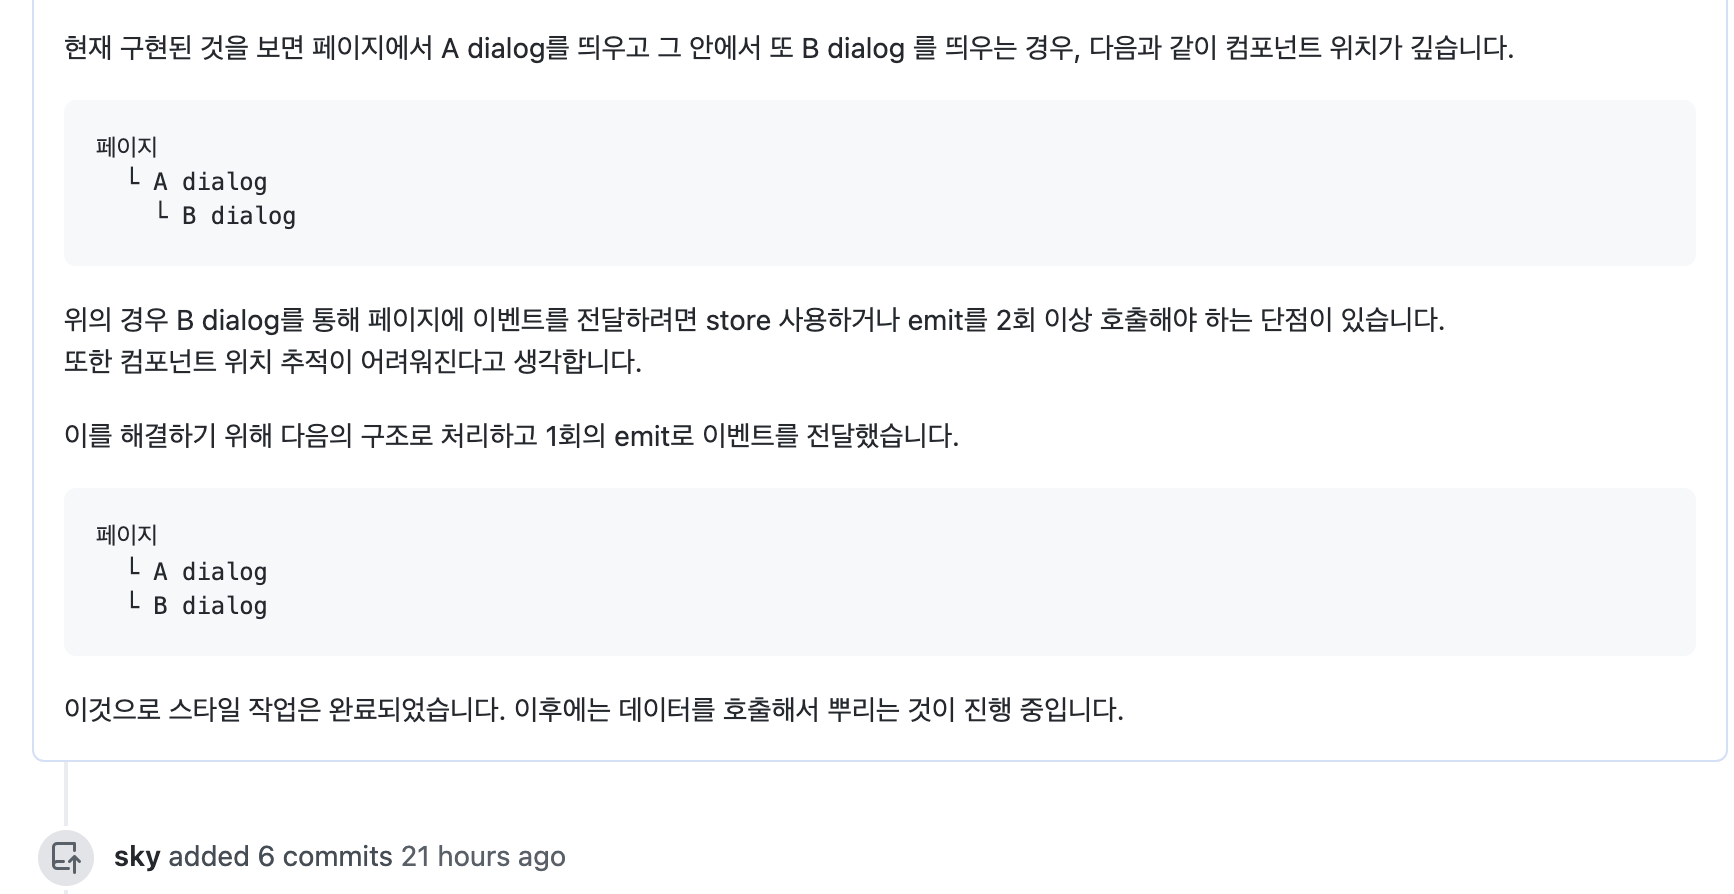 현재 구현된 것을 보면 페이지에서 A dialog를 띄우고 그 안에서 또 B dialog 를 띄우는 경우, 다음과 같이 컴포넌트 위치가 깊습니다.
페이지
└ A dialog
└ B dialog
위의 경우 B dialog를 통해 페이지에 이벤트를 전달하려면 store 사용하거나 emit를 2회 이상 호출해야 하는 단점이 있습니다.
또한 컴포넌트 위치 추적이 어려워진다고 생각합니다.
이를 해결하기 위해 다음의 구조로 처리하고 1회의 emit로 이벤트를 전달했습니다.
페이지
└ A dialog
└ B dialog
이것으로 스타일 작업은 완료되었습니다. 이후에는 데이터를 호출해서 뿌리는 것이 진행 중입니다.
sky added 6 commits 21 hours ago